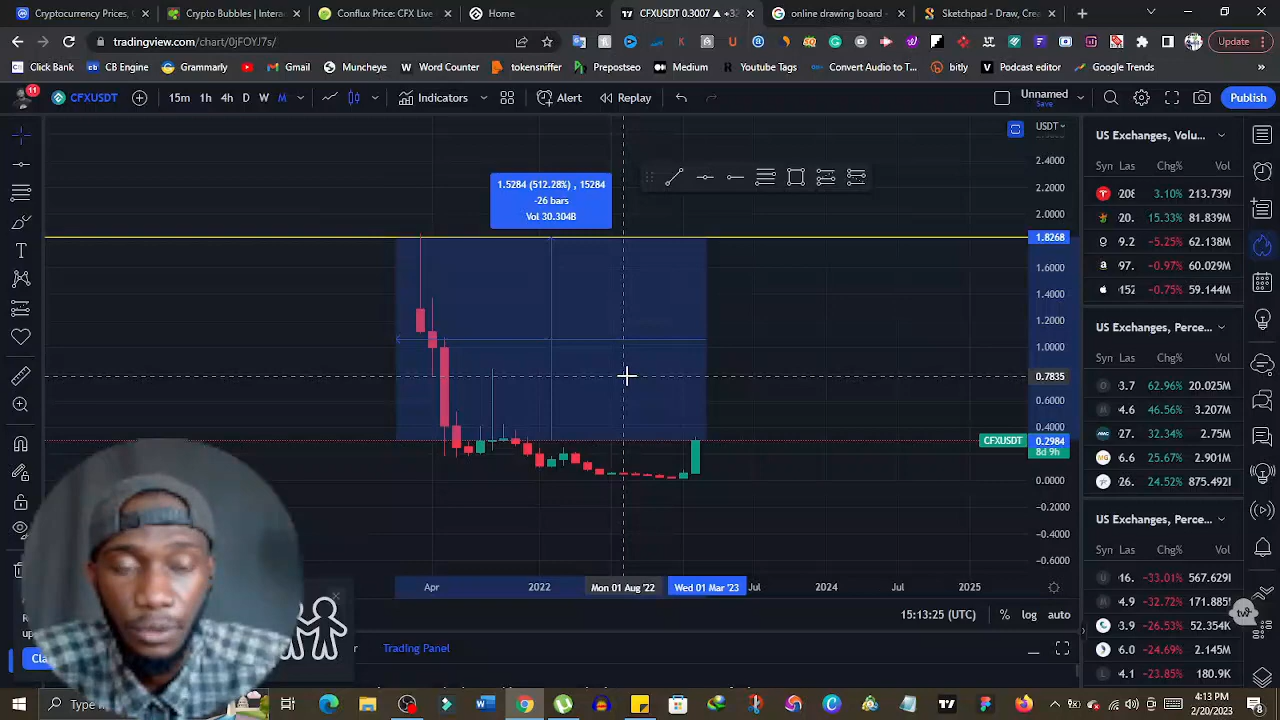 Cryptocurrency Prices,
Crypto Bubbles | Intera
Conflux Price: CFX Live
Home
CFXUSDT 0.3007 ▲ +32
online drawing board -
Sketchpad - Draw, Crea
tradingview.com/chart/0jFOYJ7s/
Update
Click Bank
CB Engine
Grammarly
Gmail
Muncheye
Word Counter
tokensniffer
Prepostseo
Medium
Youtube Tags
Convert Audio To T...
bitly
Podcast editor
Google Trends
11
CFXUSDT
15m 1h 4h D W M
Indicators
Alert
Replay
Unnamed
Save
Publish
USDT
2.4000
2.2000
2.0000
1.8268
1.6000
1.4000
1.2000
1.0000
0.7835
0.6000
0.4000
CFXUSDT
0.2984
8d 9h
0.0000
−0.2000
−0.4000
−0.6000
1.5284 (512.28%) , 15284
-26 bars
Vol 30.304B
Apr
2022
Mon 01 Aug '22
Wed 01 Mar '23
Jul
2024
Jul
2025
15:13:25 (UTC)
%
log
auto
Trading Panel
US Exchanges, Volu...
Syn Las Chg% Vol
208 3.10% 213.739M
20. 15.33% 81.839M
9.2 −5.25% 62.138M
97. −0.97% 60.029M
152 −0.75% 59.144M
US Exchanges, Perce...
Syn Las Chg% Vol
3.7 62.96% 20.025M
4.6 46.56% 3.207M
27. 32.34% 2.75M
6.6 25.67% 2.901M
26. 24.52% 875.492K
US Exchanges, Perce...
Syn Las Chg% Vol
16. −33.01% 567.629K
4.9 −32.72% 171.885K
3.9 −26.53% 52.354K
6.0 −24.69% 2.145M
4.1 −23.85% 180.9K
Type
4:13 PM
2/20/2023